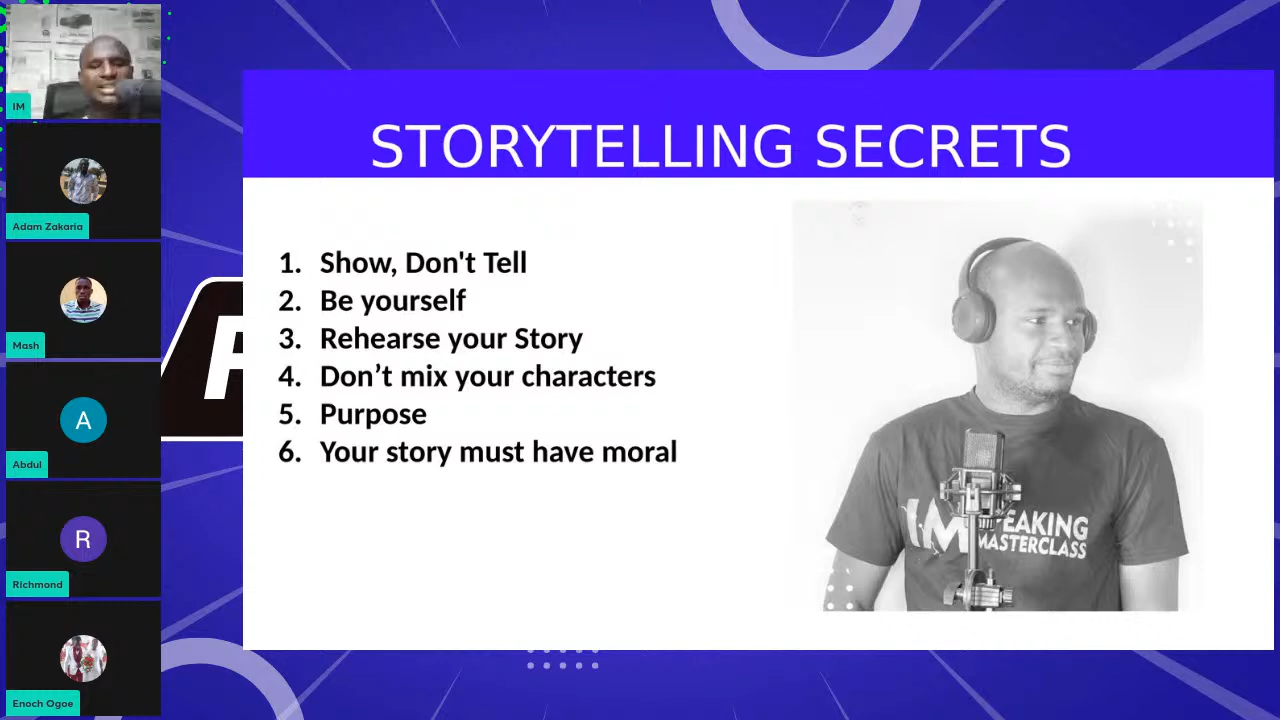 IM
Adam Zakaria
Mash
A
Abdul
R
Richmond
Enoch Ogoe
STORYTELLING SECRETS
1. Show, Don't Tell
2. Be yourself
3. Rehearse your Story
4. Don’t mix your characters
5. Purpose
6. Your story must have moral
MASTERCLASS